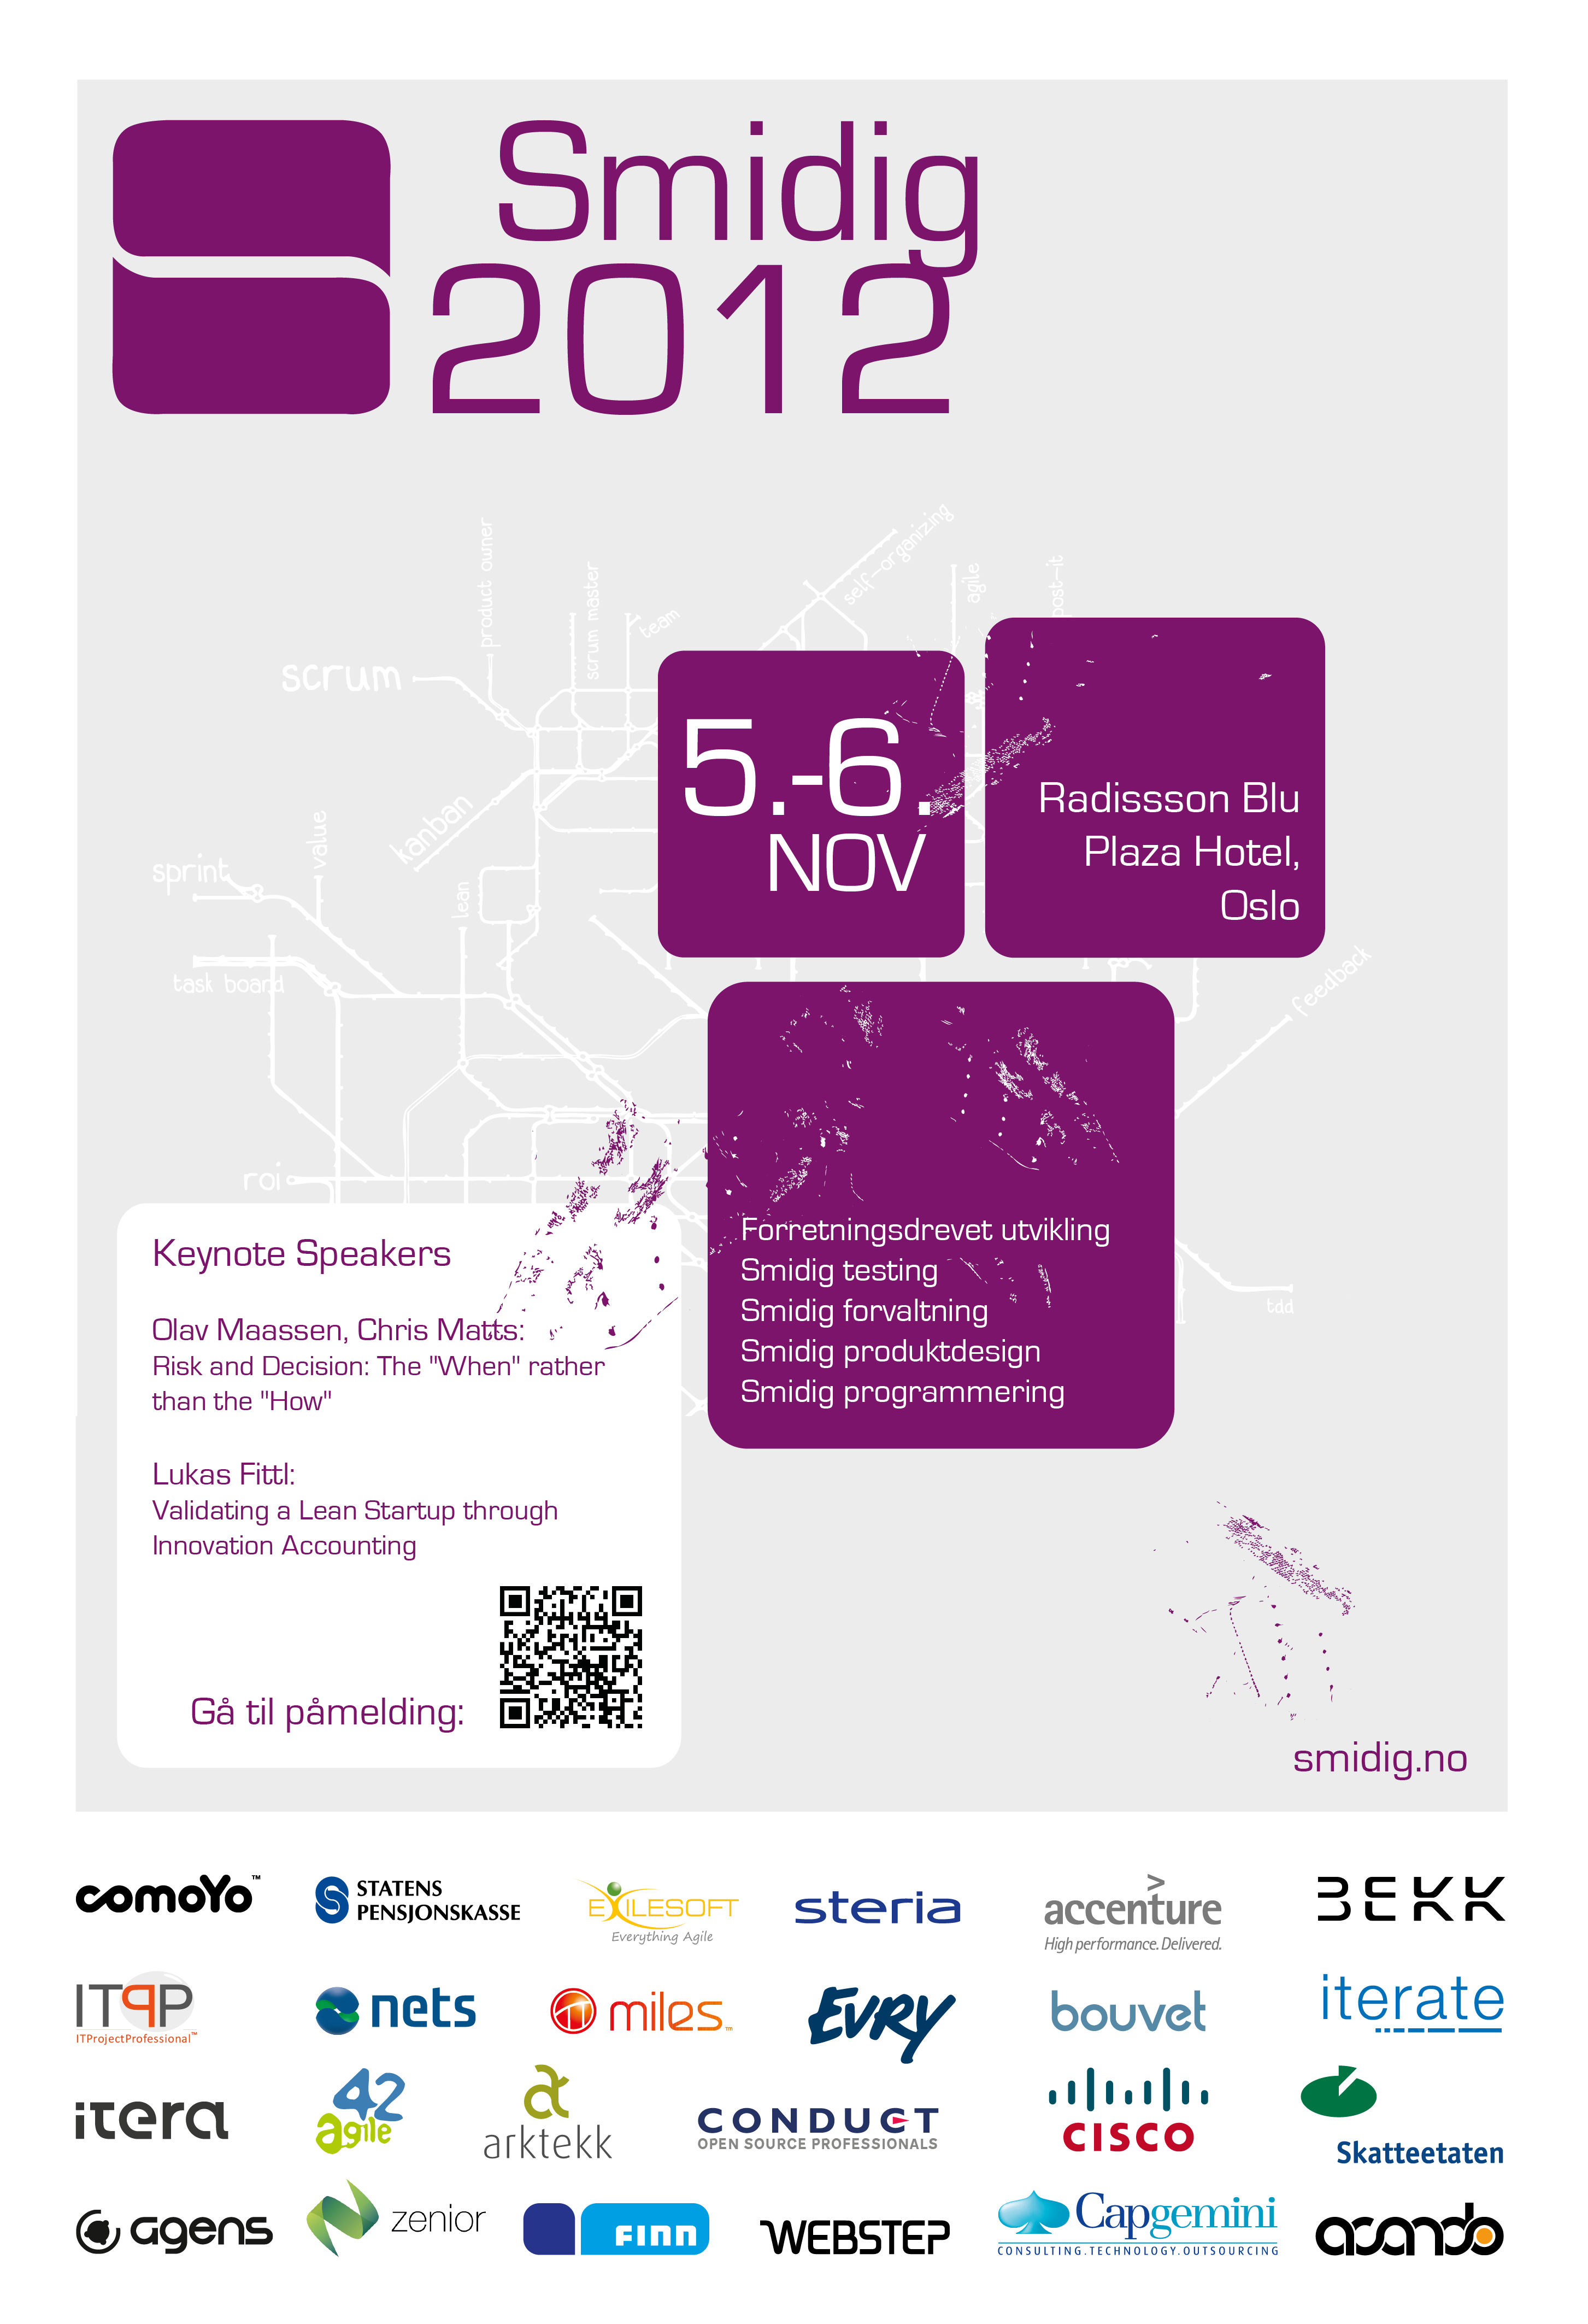 Smidig
2012
product owner
scrum master
team
self-organizing
agile
post-it
scrum
kanban
value
sprint
lean
task board
feedback
roi
tdd
5.-6.
NOV
Radissson Blu
Plaza Hotel,
Oslo
Forretningsdrevet utvikling
Smidig testing
Smidig forvaltning
Smidig produktdesign
Smidig programmering
Keynote Speakers
Olav Maassen, Chris Matts:
Risk and Decision: The "When" rather
than the "How"
Lukas Fittl:
Validating a Lean Startup through
Innovation Accounting
Gå til påmelding:
smidig.no
comoYo™
STATENS
PENSJONSKASSE
EXILESOFT
Everything Agile
steria
accenture
High performance. Delivered.
BEKK
ITPP
ITProjectProfessional™
nets
miles
EVRY
bouvet
iterate
itera
agile
42
arktekk
CONDUCT
OPEN SOURCE PROFESSIONALS
CISCO
Skatteetaten
agens
zenior
FINN
WEBSTEP
Capgemini
CONSULTING.TECHNOLOGY.OUTSOURCING
acando